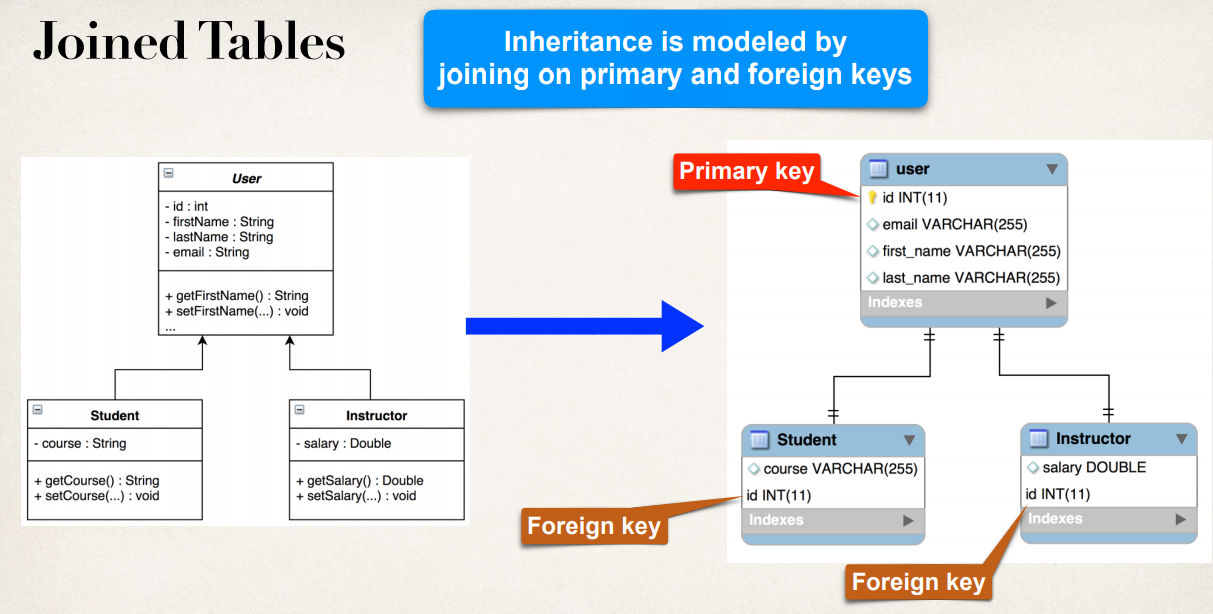 Joined Tables
Inheritance is modeled by
joining on primary and foreign keys
User
- id : int
- firstName : String
- lastName : String
- email : String
+ getFirstName() : String
+ setFirstName(...) : void
...
Student
- course : String
+ getCourse() : String
+ setCourse(...) : void
Instructor
- salary : Double
+ getSalary() : Double
+ setSalary(...) : void
Primary key
user
id INT(11)
email VARCHAR(255)
first_name VARCHAR(255)
last_name VARCHAR(255)
Indexes
Student
course VARCHAR(255)
id INT(11)
Indexes
Foreign key
Instructor
salary DOUBLE
id INT(11)
Indexes
Foreign key